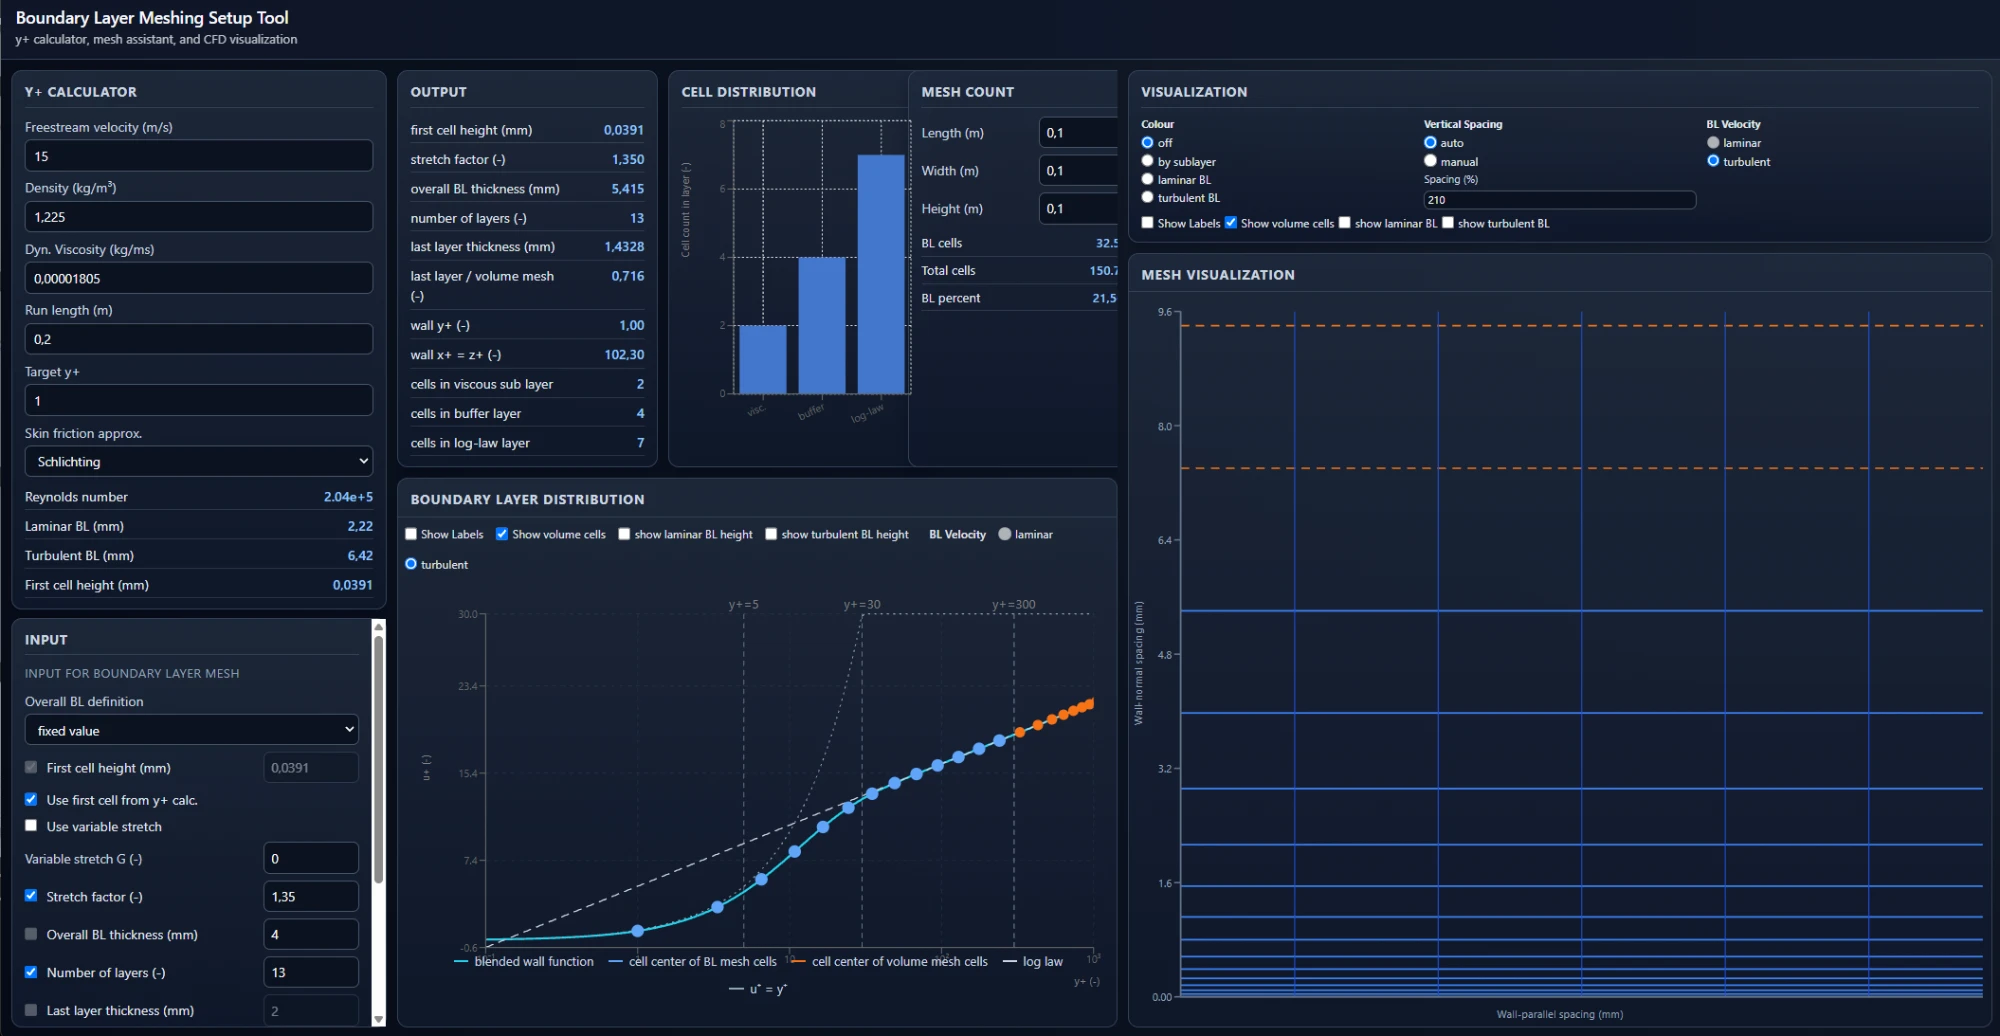 Boundary Layer Meshing Setup Tool
y+ calculator, mesh assistant, and CFD visualization
Y+ CALCULATOR
Freestream velocity (m/s)
15
Density (kg/m³)
1,225
Dyn. Viscosity (kg/ms)
0,00001805
Run length (m)
0,2
Target y+
1
Skin friction approx.
Schlichting
Reynolds number 2.04e+5
Laminar BL (mm) 2,22
Turbulent BL (mm) 6,42
First cell height (mm) 0,0391
INPUT
INPUT FOR BOUNDARY LAYER MESH
Overall BL definition
fixed value
First cell height (mm) 0,0391
Use first cell from y+ calc.
Use variable stretch
Variable stretch G (-) 0
Stretch factor (-) 1,35
Overall BL thickness (mm) 4
Number of layers (-) 13
Last layer thickness (mm) 2
OUTPUT
first cell height (mm) 0,0391
stretch factor (-) 1,350
overall BL thickness (mm) 5,415
number of layers (-) 13
last layer thickness (mm) 1,4328
last layer / volume mesh 0,716
(-)
wall y+ (-) 1,00
wall x+ = z+ (-) 102,30
cells in viscous sub layer 2
cells in buffer layer 4
cells in log-law layer 7
CELL DISTRIBUTION
Cell count in layer (-)
8
6
4
2
0
visc.
buffer
log-law
MESH COUNT
Length (m) 0,1
Width (m) 0,1
Height (m) 0,1
BL cells 32.5
Total cells 150.7
BL percent 21,5
BOUNDARY LAYER DISTRIBUTION
Show Labels Show volume cells show laminar BL height show turbulent BL height BL Velocity laminar
turbulent
y+=5 y+=30 y+=300
30.0
23.4
15.4
7.4
-0.6
u+ (-)
10³
y+ (-)
blended wall function cell center of BL mesh cells cell center of volume mesh cells log law
u⁺ = y⁺
VISUALIZATION
Colour Vertical Spacing BL Velocity
off auto laminar
by sublayer manual turbulent
laminar BL Spacing (%)
turbulent BL 210
Show Labels Show volume cells show laminar BL show turbulent BL
MESH VISUALIZATION
9.6
8.0
6.4
4.8
3.2
1.6
0.00
Wall-normal spacing (mm)
Wall-parallel spacing (mm)